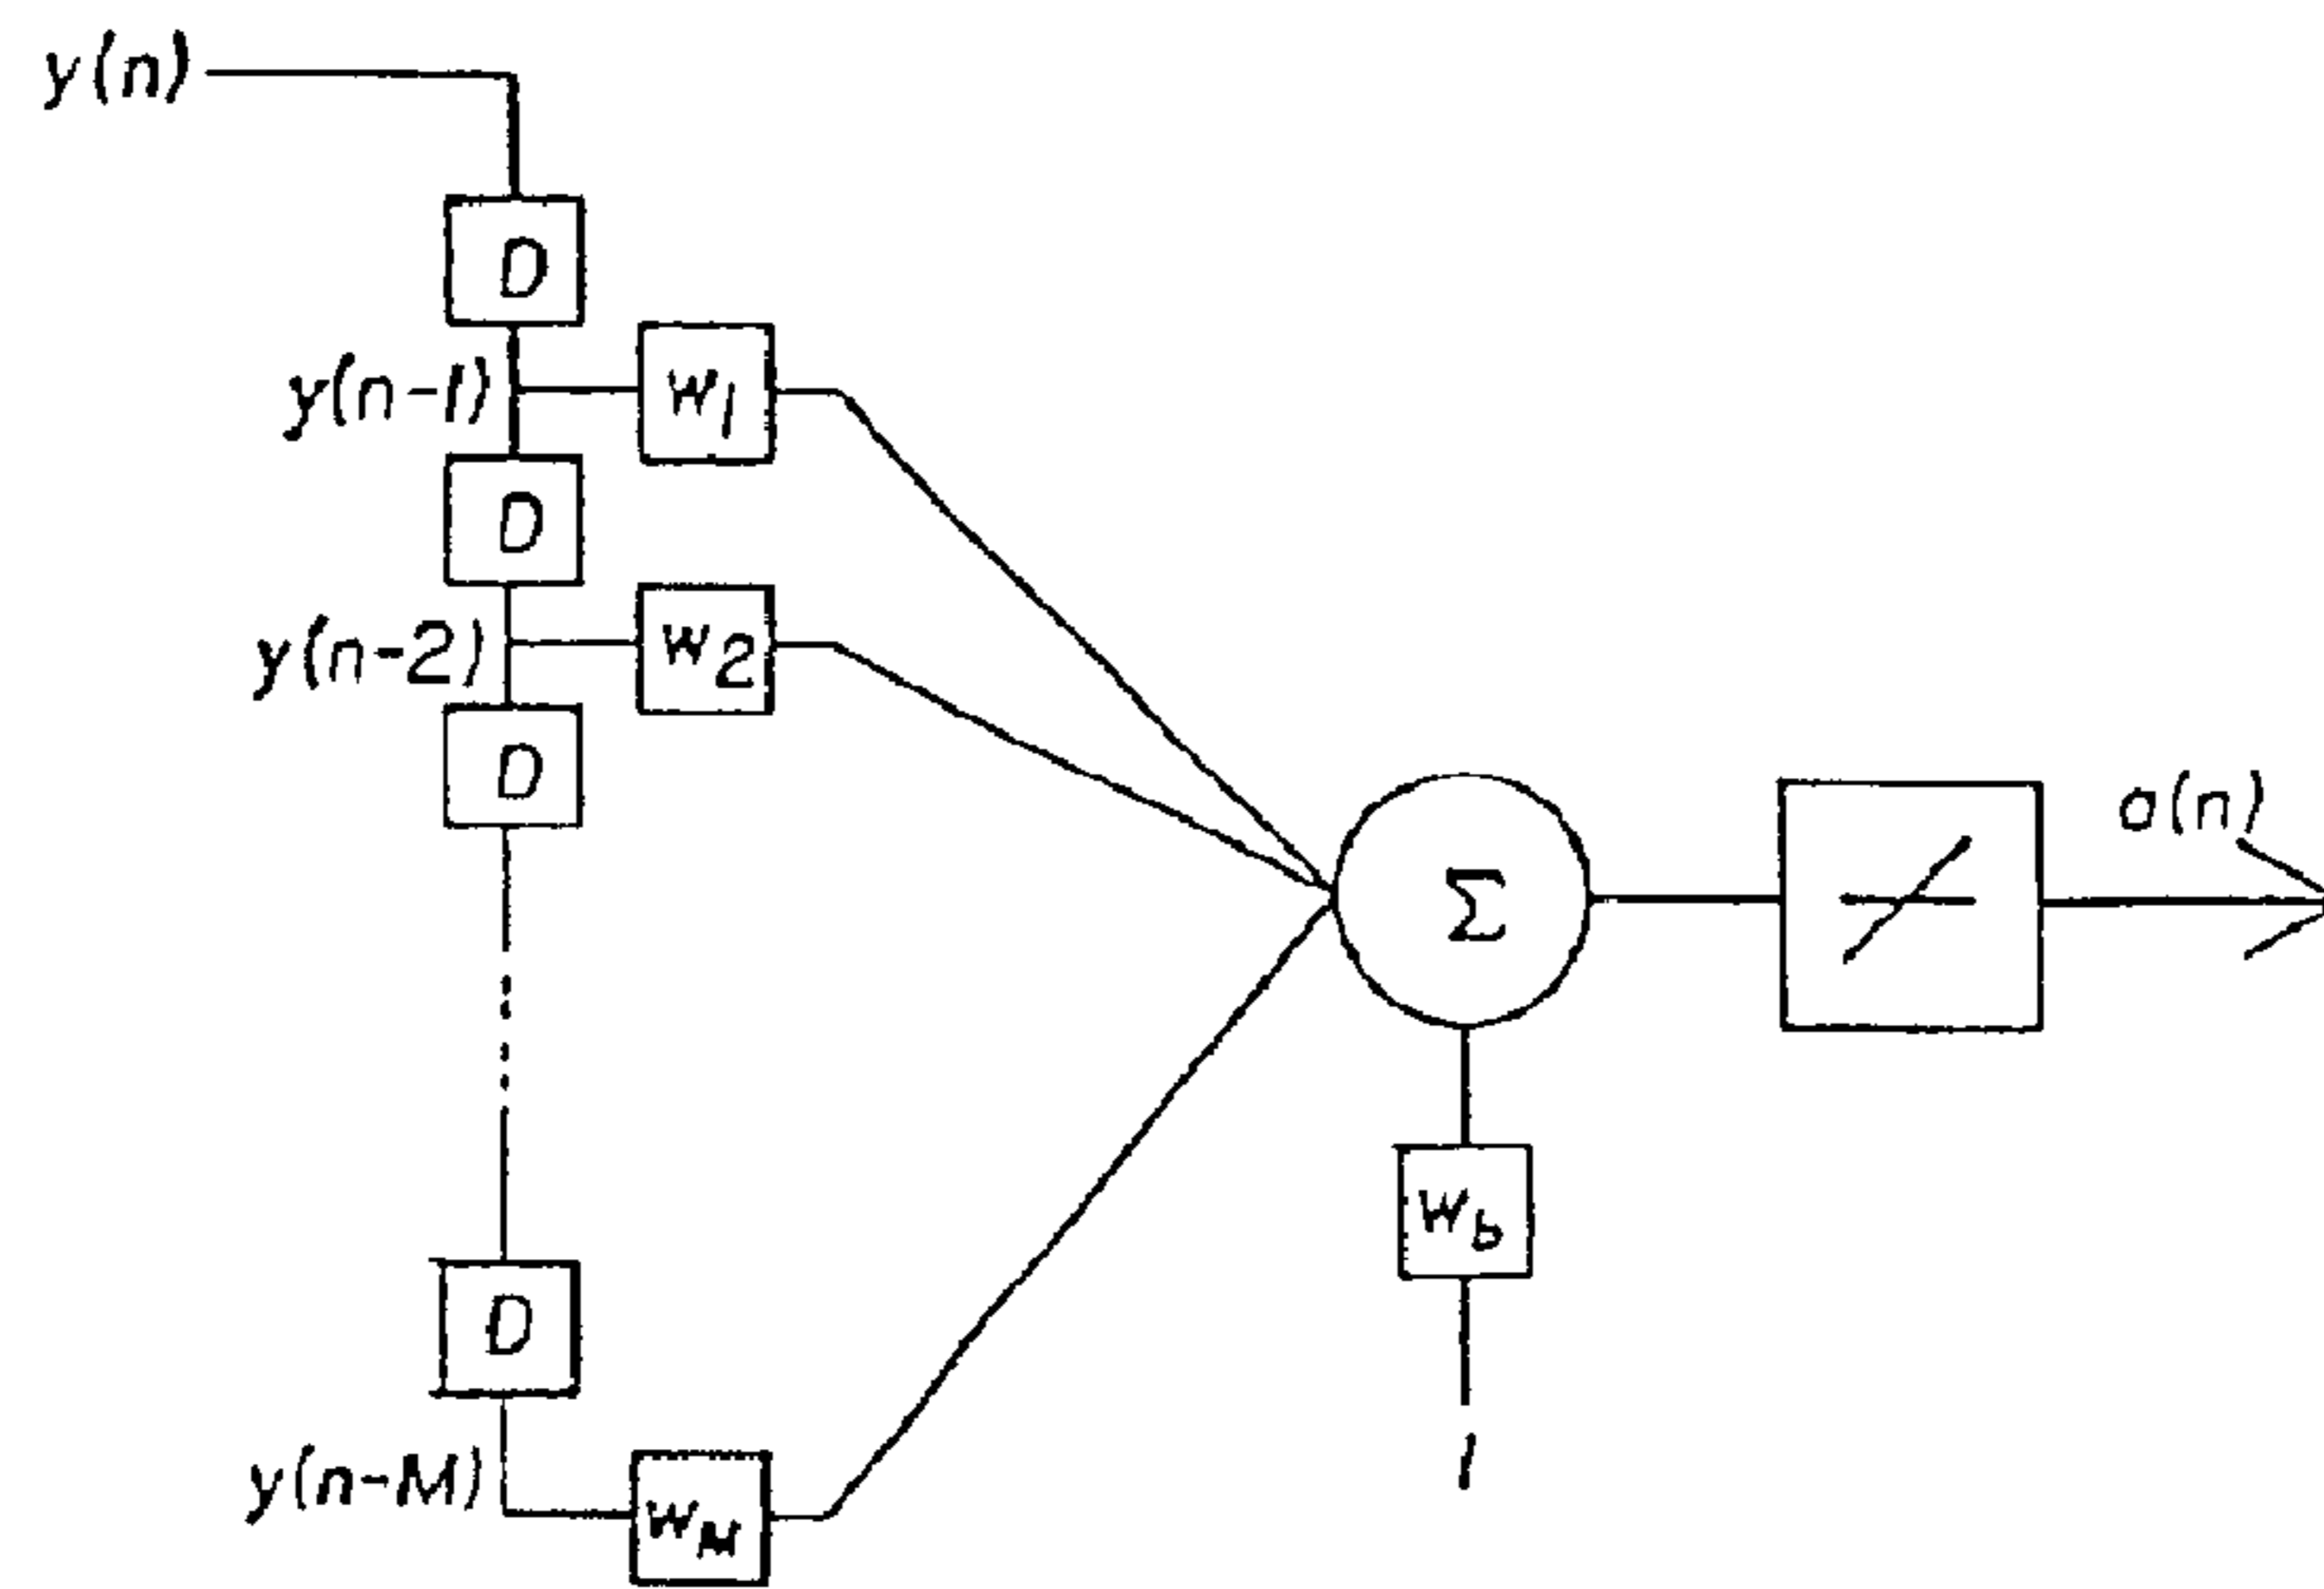 y(n)
D
y(n-1)
w1
D
y(n-2)
w2
D
Σ
a(n)
wb
D
1
y(n-M)
wM